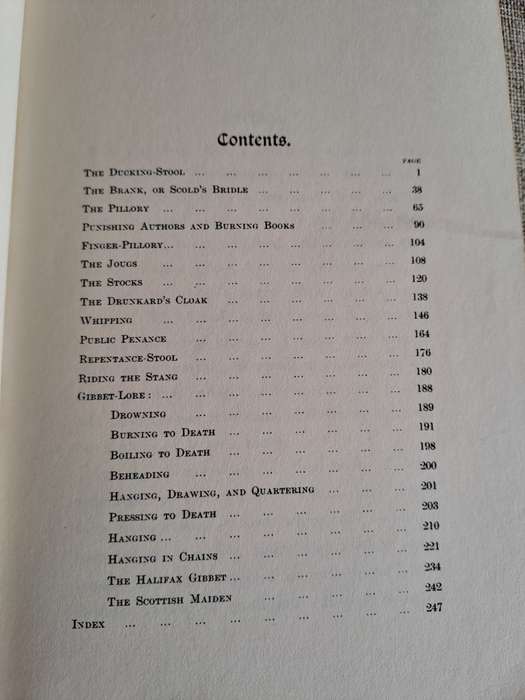 Contents.
PAGE
The Ducking-Stool ... ... ... ... ... ... 1
The Brank, or Scold's Bridle ... ... ... ... 38
The Pillory ... ... ... ... ... ... ... 65
Punishing Authors and Burning Books ... ... ... 90
Finger-Pillory... ... ... ... ... ... ... 104
The Jougs ... ... ... ... ... ... ... 108
The Stocks ... ... ... ... ... ... ... 120
The Drunkard's Cloak ... ... ... ... ... 138
Whipping ... ... ... ... ... ... ... 146
Public Penance ... ... ... ... ... ... 164
Repentance-Stool ... ... ... ... ... ... 176
Riding the Stang ... ... ... ... ... ... 180
Gibbet-Lore: ... ... ... ... ... ... ... 188
Drowning ... ... ... ... ... ... 189
Burning to Death ... ... ... ... ... 191
Boiling to Death ... ... ... ... ... 198
Beheading ... ... ... ... ... ... 200
Hanging, Drawing, and Quartering ... ... ... 201
Pressing to Death ... ... ... ... ... 203
Hanging ... ... ... ... ... ... ... 210
Hanging in Chains ... ... ... ... ... 221
The Halifax Gibbet... ... ... ... ... 234
The Scottish Maiden ... ... ... ... ... 242
Index ... ... ... ... ... ... ... ... 247